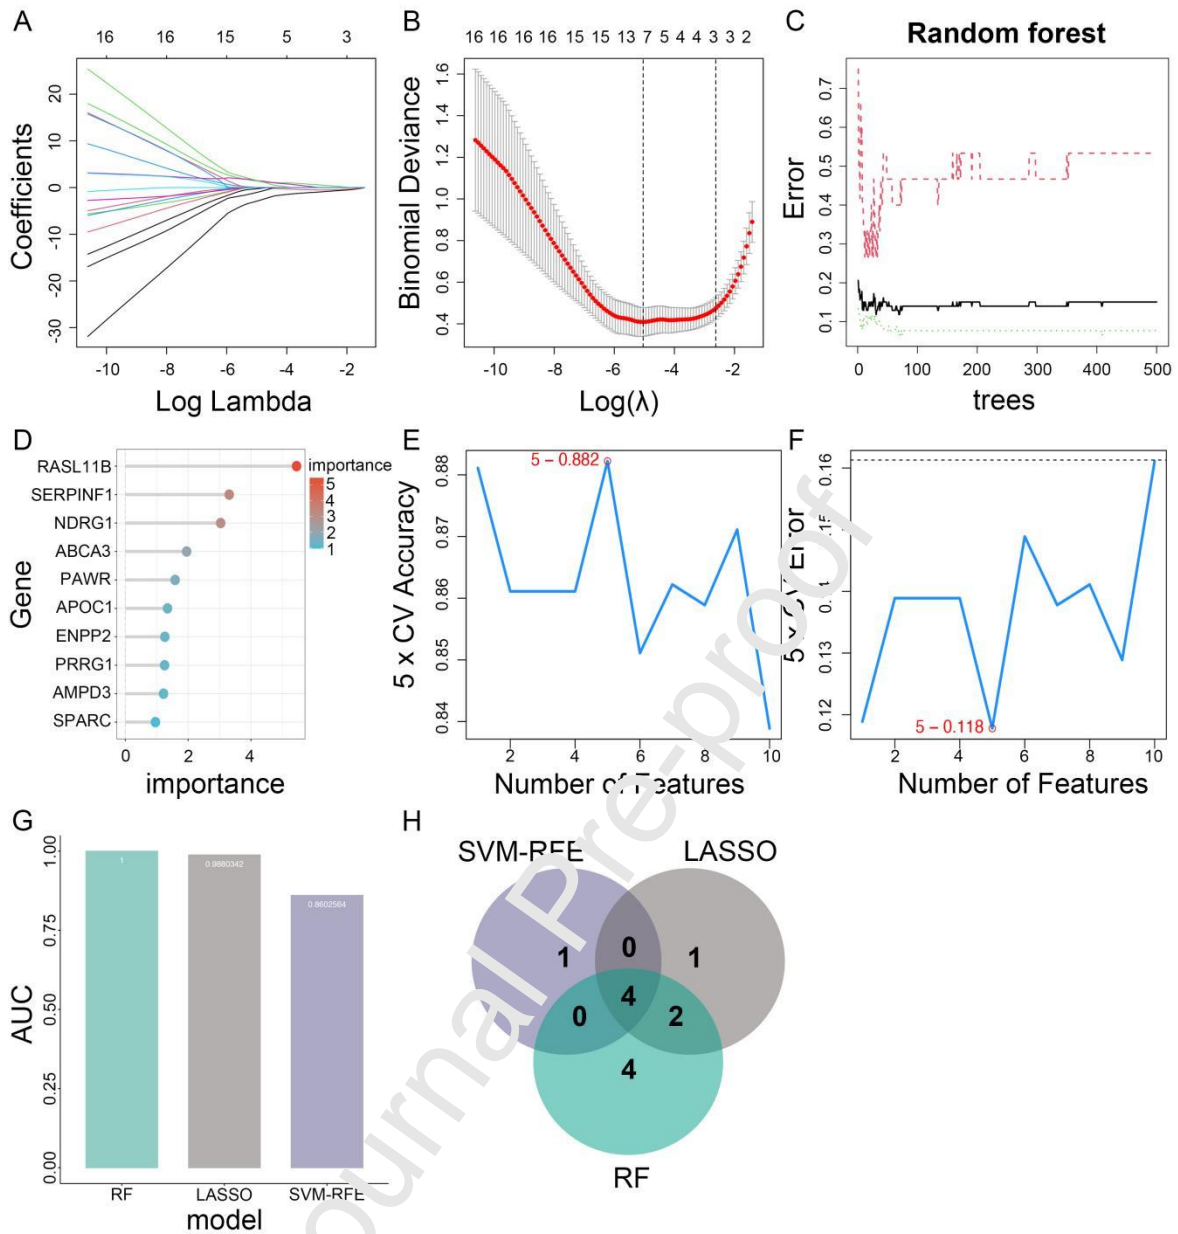 A
16 16 15 5 3
Coefficients
20
10
0
-10
-20
-30
-10 -8 -6 -4 -2
Log Lambda
B
16 16 16 16 15 15 13 7 5 4 4 3 3 2
Binomial Deviance
1.6
1.4
1.2
1.0
0.8
0.6
0.4
-10 -8 -6 -4 -2
Log(λ)
C
Random forest
Error
0.7
0.6
0.5
0.4
0.3
0.2
0.1
0 100 200 300 400 500
trees
D
Gene
RASL11B
SERPINF1
NDRG1
ABCA3
PAWR
APOC1
ENPP2
PRRG1
AMPD3
SPARC
0 2 4
importance
importance
5
4
3
2
1
E
5 x CV Accuracy
0.88
0.87
0.86
0.85
0.84
5 – 0.882
2 4 6 8 10
Number of Features
F
5 x CV Error
0.16
0.13
0.12
5 – 0.118
2 4 6 8 10
Number of Features
G
AUC
1.00
0.75
0.50
0.25
0.00
1
0.9880342
0.8602564
RF LASSO SVM-RFE
model
H
SVM-RFE LASSO
1 0 1
4
0 2
4
RF
Journal Pre-proof